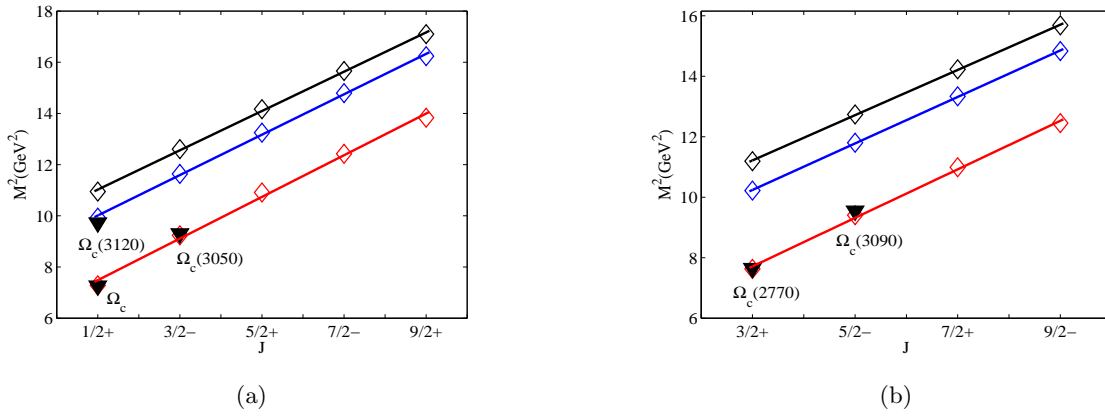 18
16
14
12
10
8
6
M²(GeV²)
Ω_c(3120)
Ω_c(3050)
Ω_c
1/2+ 3/2− 5/2+ 7/2− 9/2+
J
(a)
16
14
12
10
8
6
M²(GeV²)
Ω_c(3090)
Ω_c(2770)
3/2+ 5/2− 7/2+ 9/2−
J
(b)